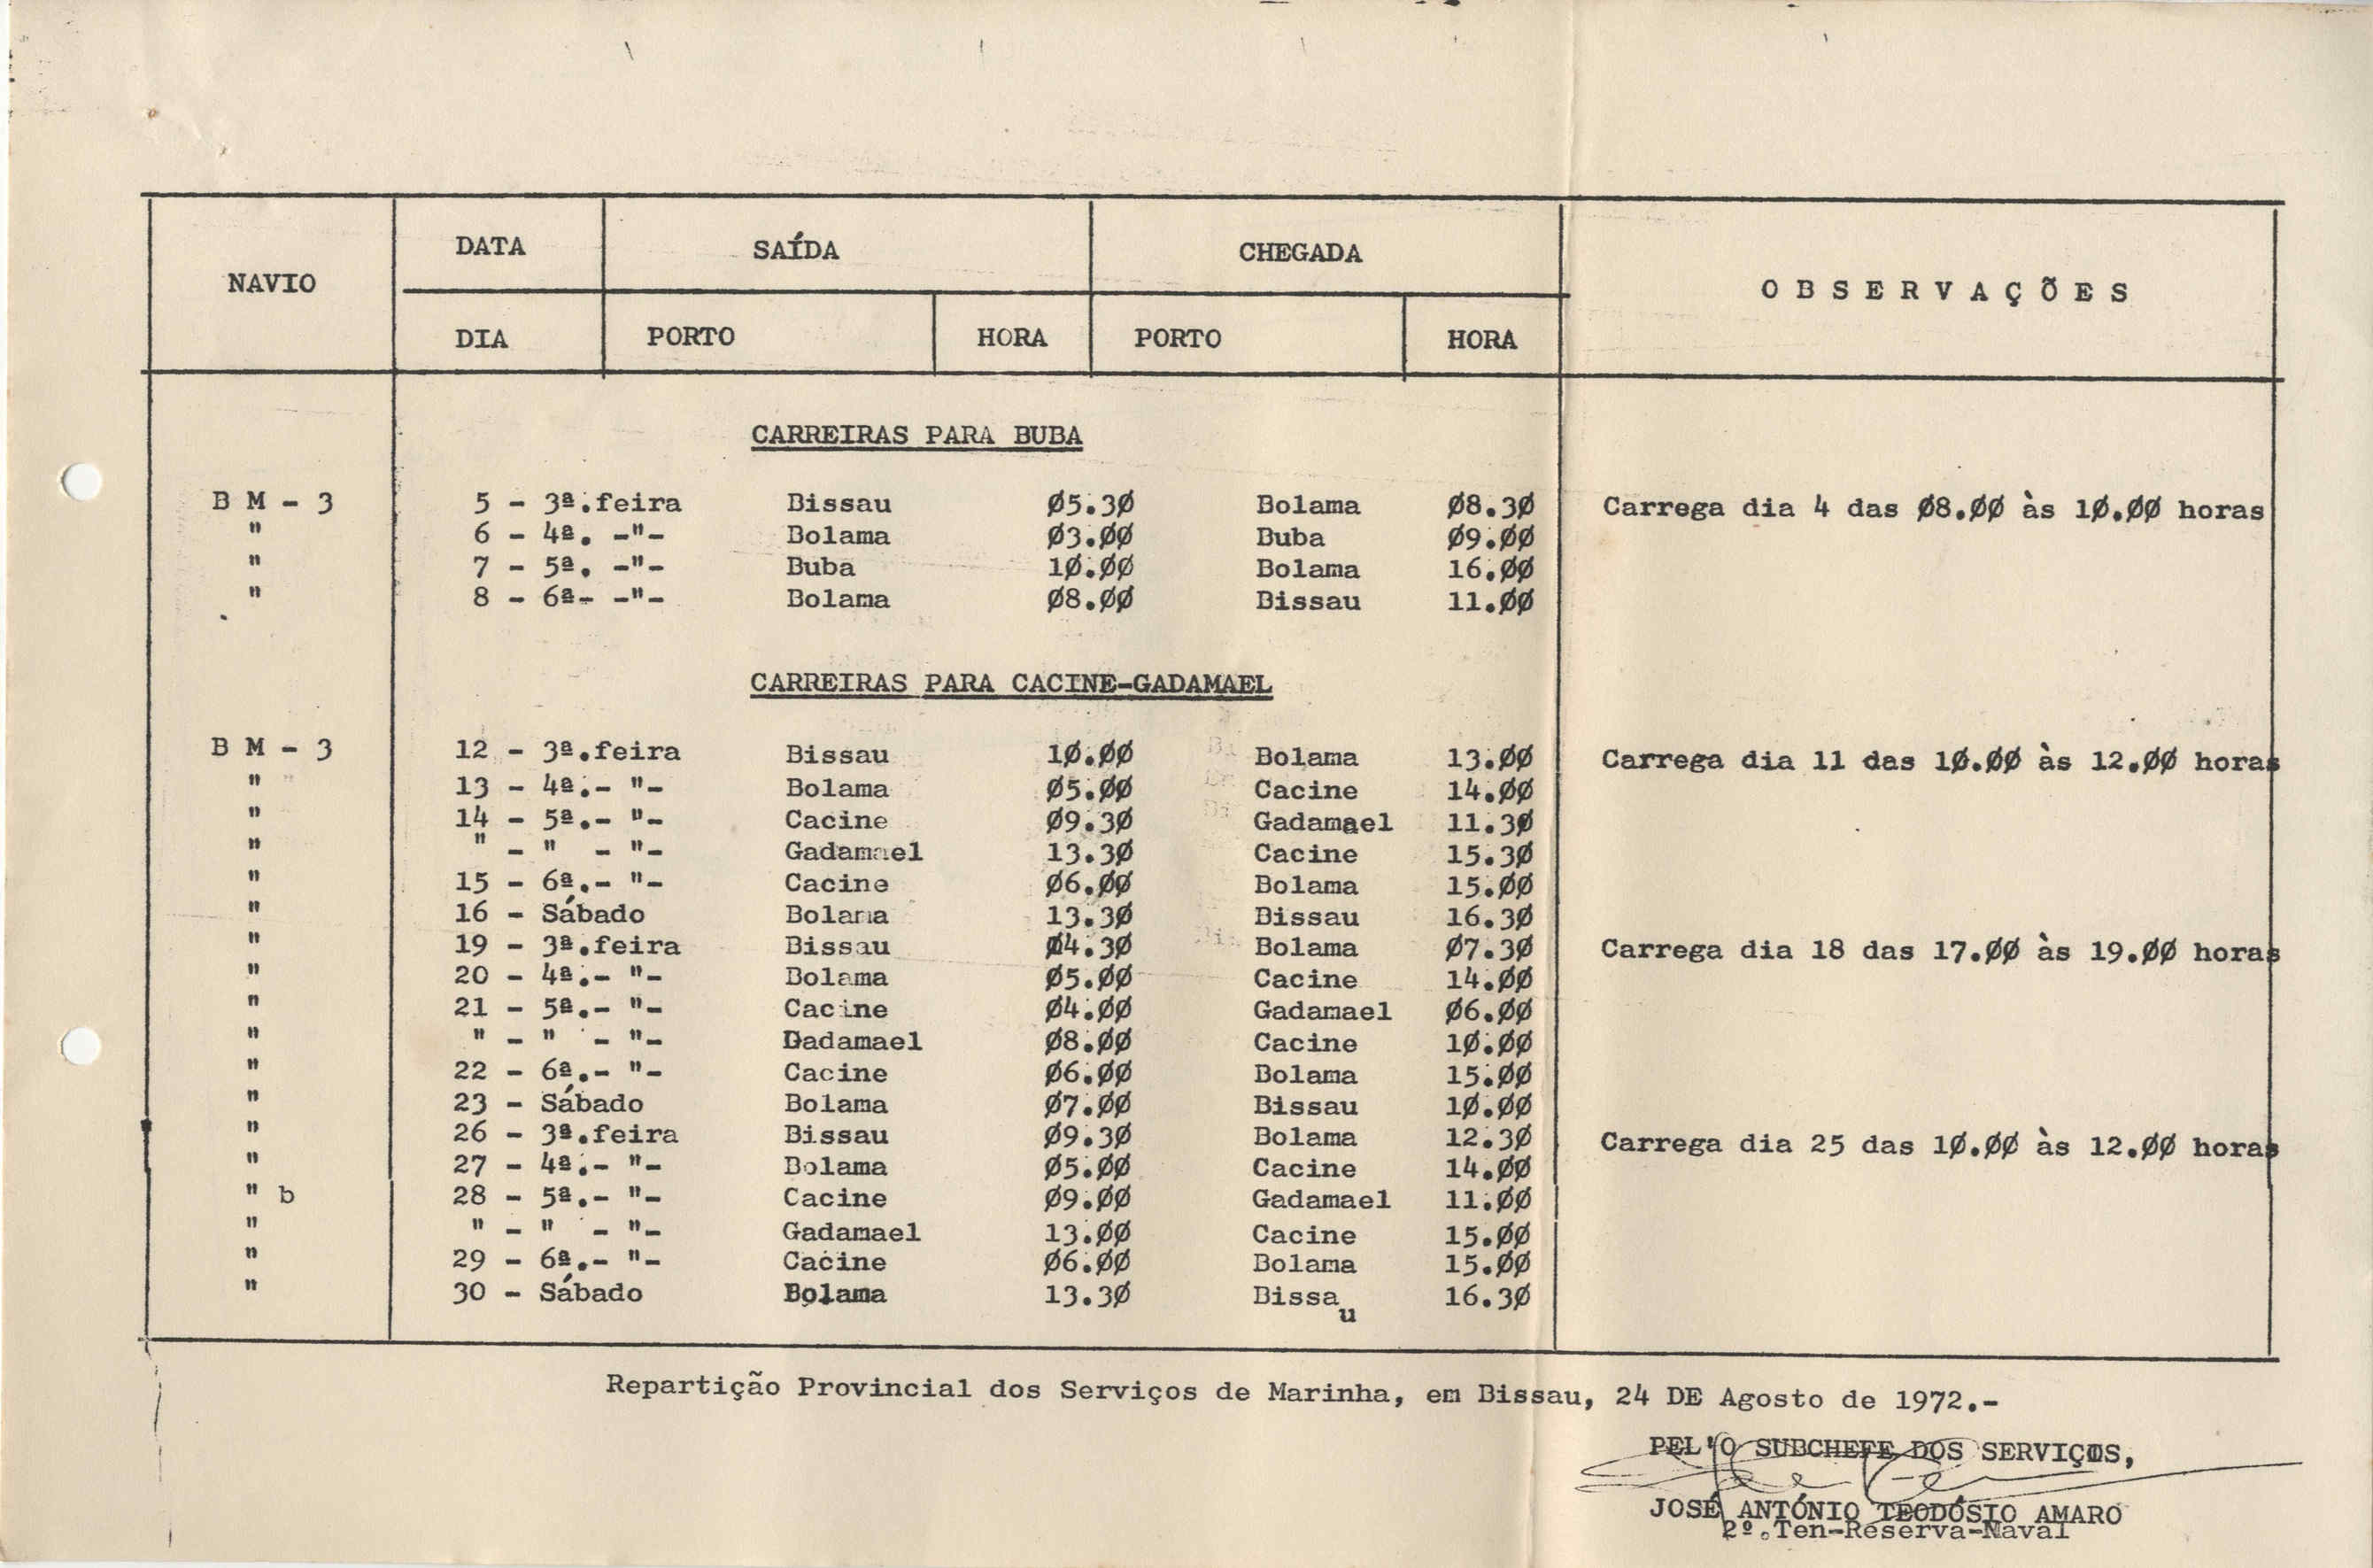 NAVIO DATA SAÍDA CHEGADA O B S E R V A Ç Õ E S
DIA PORTO HORA PORTO HORA
CARREIRAS PARA BUBA
B M - 3 5 - 3ª.feira Bissau Ø5.3Ø Bolama Ø8.3Ø Carrega dia 4 das Ø8.ØØ às 1Ø.ØØ horas
" 6 - 4ª. -"- Bolama Ø3.ØØ Buba Ø9.ØØ
" 7 - 5ª. -"- Buba 1Ø.ØØ Bolama 16.ØØ
" 8 - 6ª- -"- Bolama Ø8.ØØ Bissau 11.ØØ
CARREIRAS PARA CACINE-GADAMAEL
B M - 3 12 - 3ª.feira Bissau 1Ø.ØØ Bolama 13.ØØ Carrega dia 11 das 1Ø.ØØ às 12.ØØ horas
" 13 - 4ª.- "- Bolama Ø5.ØØ Cacine 14.ØØ
" 14 - 5ª.- "- Cacine Ø9.3Ø Gadamael 11.3Ø
" " - " - "- Gadamael 13.3Ø Cacine 15.3Ø
" 15 - 6ª.- "- Cacine Ø6.ØØ Bolama 15.ØØ
" 16 - Sábado Bolama 13.3Ø Bissau 16.3Ø
" 19 - 3ª.feira Bissau Ø4.3Ø Bolama Ø7.3Ø Carrega dia 18 das 17.ØØ às 19.ØØ horas
" 20 - 4ª.- "- Bolama Ø5.ØØ Cacine 14.ØØ
" 21 - 5ª.- "- Cacine Ø4.ØØ Gadamael Ø6.ØØ
" " - " - "- Gadamael Ø8.ØØ Cacine 1Ø.ØØ
" 22 - 6ª.- "- Cacine Ø6.ØØ Bolama 15.ØØ
" 23 - Sábado Bolama Ø7.ØØ Bissau 1Ø.ØØ
" 26 - 3ª.feira Bissau Ø9.3Ø Bolama 12.3Ø Carrega dia 25 das 1Ø.ØØ às 12.ØØ horas
" 27 - 4ª.- "- Bolama Ø5.ØØ Cacine 14.ØØ
" b 28 - 5ª.- "- Cacine Ø9.ØØ Gadamael 11.ØØ
" " - " - "- Gadamael 13.ØØ Cacine 15.ØØ
" 29 - 6ª.- "- Cacine Ø6.ØØ Bolama 15.ØØ
" 30 - Sábado Bolama 13.3Ø Bissau 16.3Ø
Repartição Provincial dos Serviços de Marinha, em Bissau, 24 DE Agosto de 1972.-
PEL'O SUBCHEFE DOS SERVIÇOS,
JOSÉ ANTÓNIO TEODÓSIO AMARO
2º.Ten-Reserva-Naval